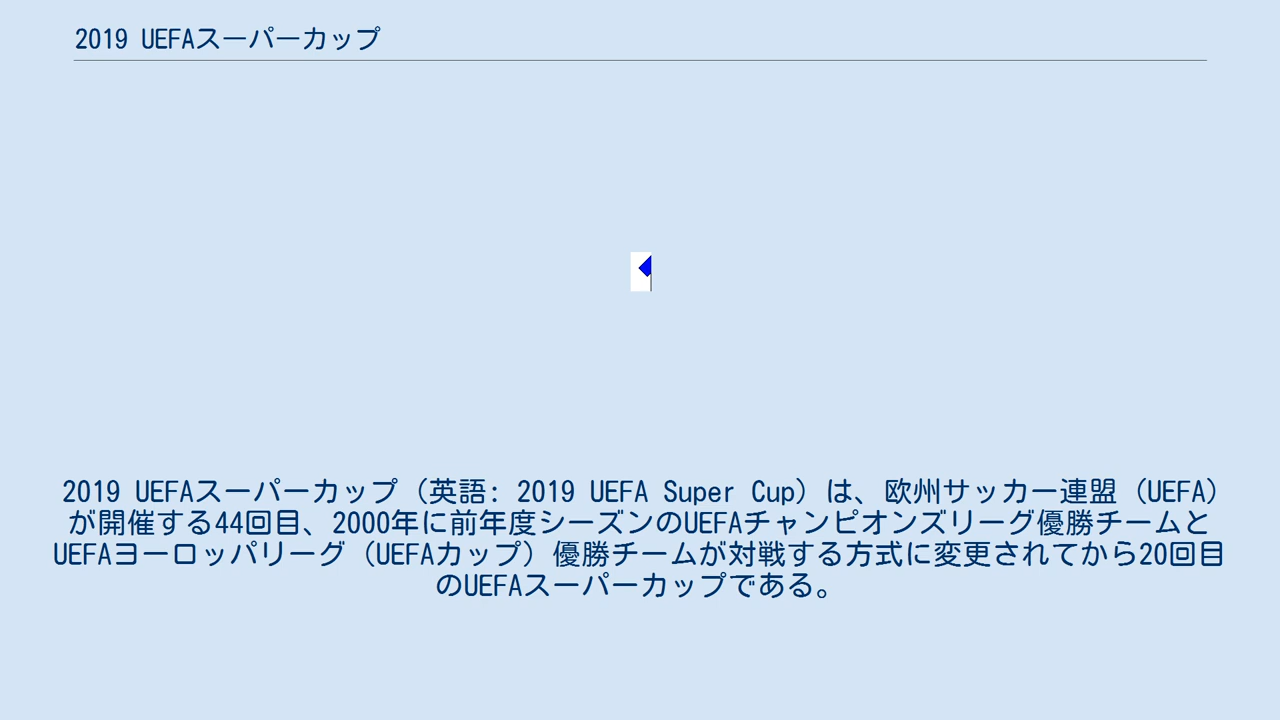 2019 UEFAスーパーカップ
2019 UEFAスーパーカップ（英語: 2019 UEFA Super Cup）は、欧州サッカー連盟（UEFA）
が開催する44回目、2000年に前年度シーズンのUEFAチャンピオンズリーグ優勝チームと
UEFAヨーロッパリーグ（UEFAカップ）優勝チームが対戦する方式に変更されてから20回目
のUEFAスーパーカップである。